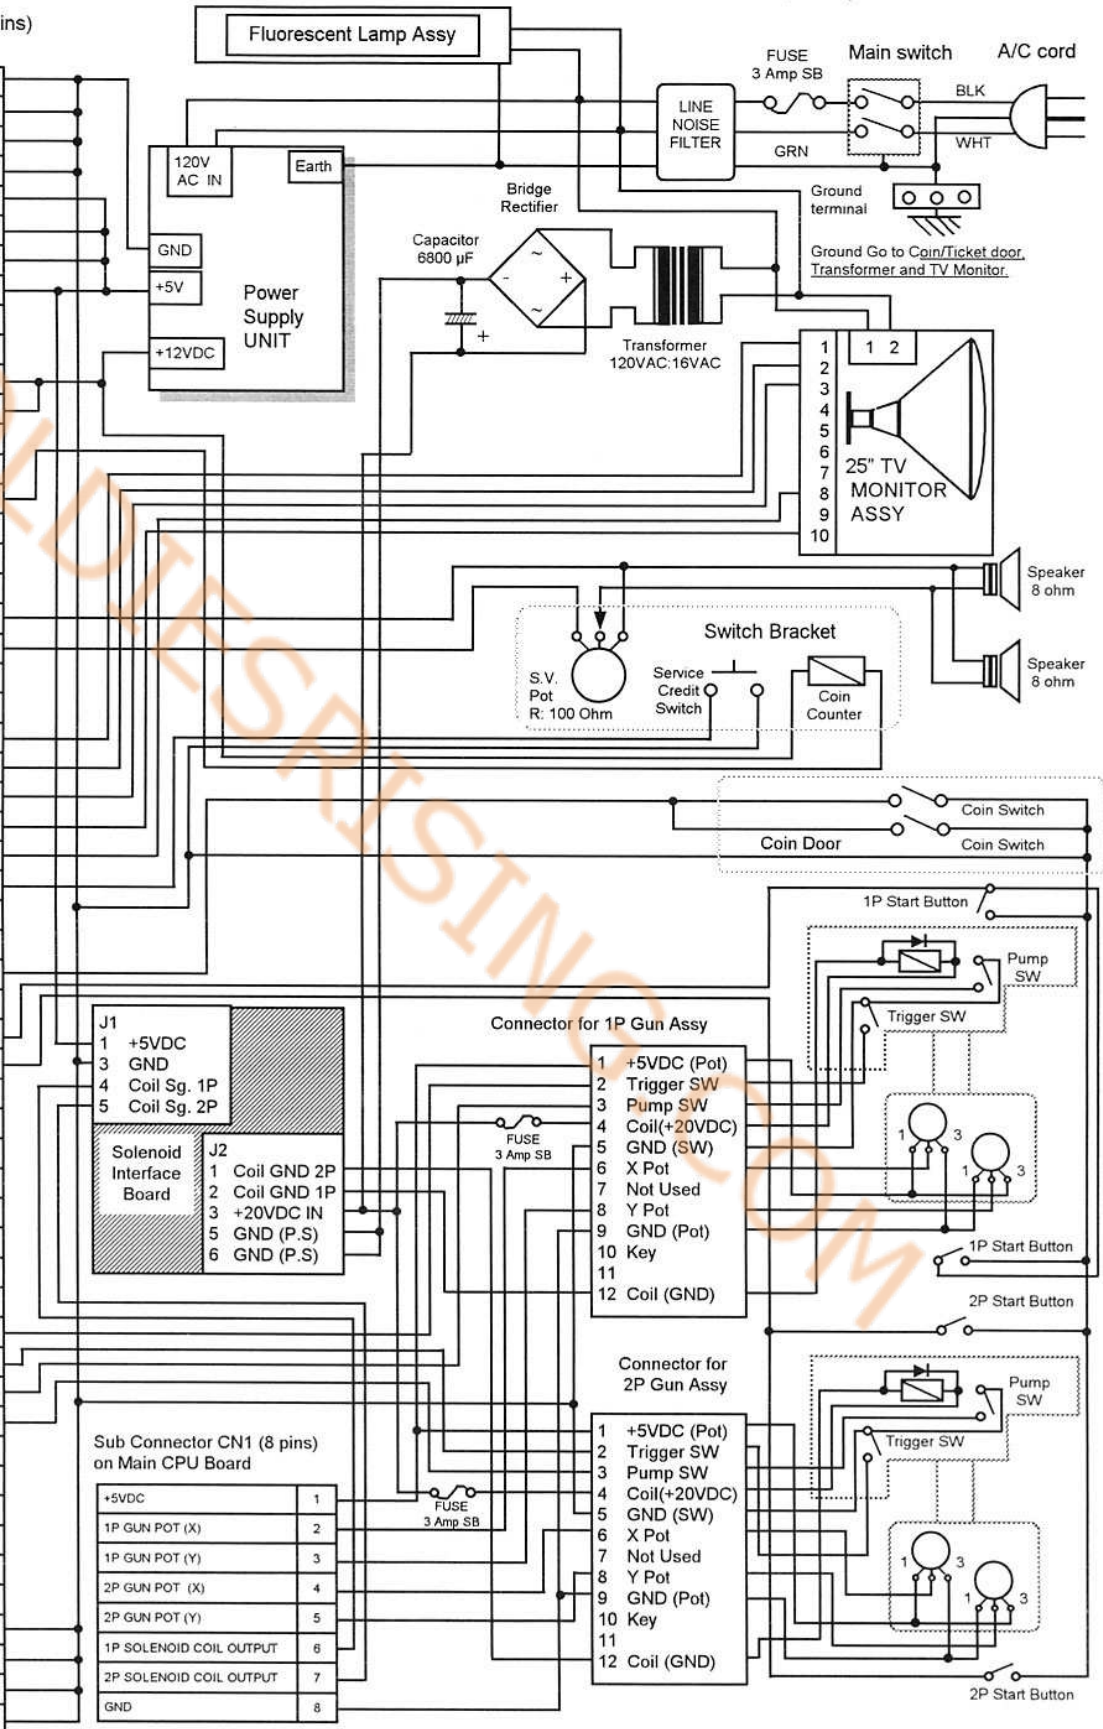 ins)
Fluorescent Lamp Assy
FUSE
3 Amp SB
Main switch
A/C cord
BLK
LINE
NOISE
FILTER
WHT
GRN
120V
AC IN
Earth
Bridge
Rectifier
Ground
terminal
Capacitor
6800 µF
~
-
+
~
+
Ground Go to Coin/Ticket door,
Transformer and TV Monitor.
GND
+5V
Power
Supply
UNIT
+12VDC
Transformer
120VAC:16VAC
1 2
1
2
3
4
5
6
7
8
9
10
25" TV
MONITOR
ASSY
Speaker
8 ohm
Switch Bracket
S.V.
Pot
R: 100 Ohm
Service
Credit
Switch
Coin
Counter
Speaker
8 ohm
Coin Switch
Coin Door
Coin Switch
1P Start Button
Pump
SW
Trigger SW
J1
1 +5VDC
3 GND
4 Coil Sg. 1P
5 Coil Sg. 2P
Solenoid
Interface
Board
J2
1 Coil GND 2P
2 Coil GND 1P
3 +20VDC IN
5 GND (P.S)
6 GND (P.S)
Connector for 1P Gun Assy
1 +5VDC (Pot)
2 Trigger SW
3 Pump SW
4 Coil(+20VDC)
5 GND (SW)
6 X Pot
7 Not Used
8 Y Pot
9 GND (Pot)
10 Key
11
12 Coil (GND)
FUSE
3 Amp SB
1 3
1 3
1P Start Button
2P Start Button
Connector for
2P Gun Assy
1 +5VDC (Pot)
2 Trigger SW
3 Pump SW
4 Coil(+20VDC)
5 GND (SW)
6 X Pot
7 Not Used
8 Y Pot
9 GND (Pot)
10 Key
11
12 Coil (GND)
FUSE
3 Amp SB
Pump
SW
Trigger SW
1 3
1 3
2P Start Button
Sub Connector CN1 (8 pins)
on Main CPU Board
+5VDC 1
1P GUN POT (X) 2
1P GUN POT (Y) 3
2P GUN POT (X) 4
2P GUN POT (Y) 5
1P SOLENOID COIL OUTPUT 6
2P SOLENOID COIL OUTPUT 7
GND 8
OLDIESRISING.COM